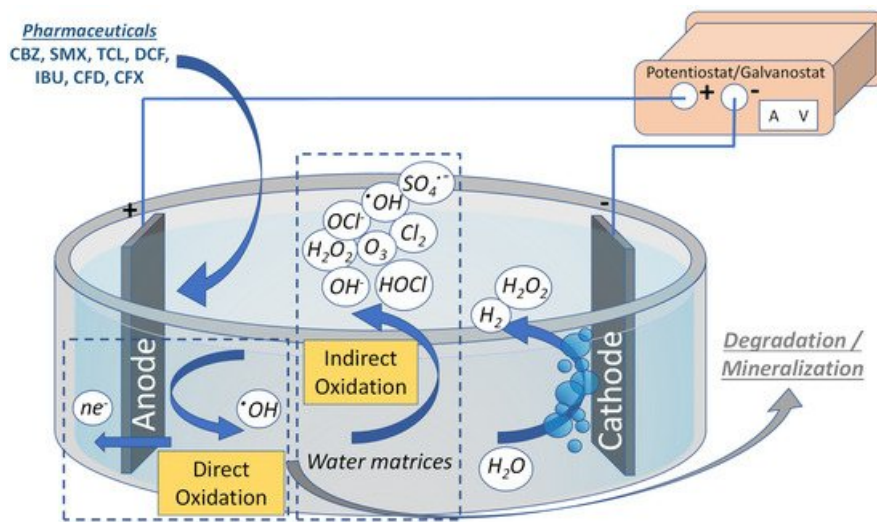 Pharmaceuticals
CBZ, SMX, TCL, DCF,
IBU, CFD, CFX
Potentiostat/Galvanostat
+ -
A V
+
-
SO₄•⁻
•OH
OCl⁻
Cl₂
H₂O₂
O₃
OH⁻
HOCl
H₂O₂
H₂
Anode
Cathode
Indirect
Oxidation
Degradation /
Mineralization
ne⁻
•OH
Direct
Oxidation
Water matrices
H₂O